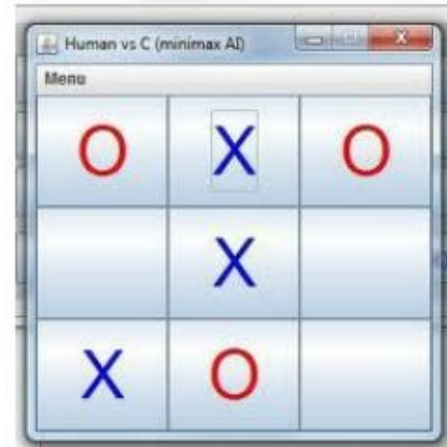 Human vs C (minimax AI)
Menu
O X O
X
X O